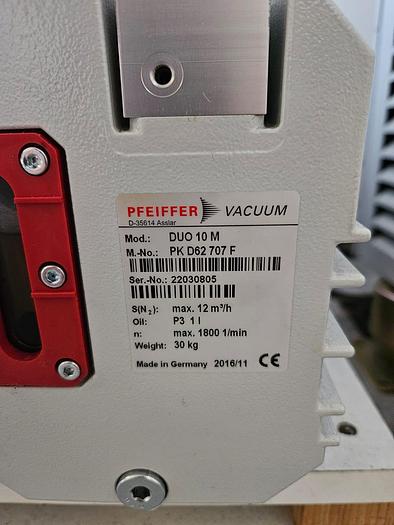 PFEIFFER VACUUM
D-35614 Asslar
Mod.: DUO 10 M
M.-No.: PK D62 707 F
Ser.-No.: 22030805
S(N₂): max. 12 m³/h
Oil: P3 1 l
n: max. 1800 1/min
Weight: 30 kg
Made in Germany 2016/11 CE